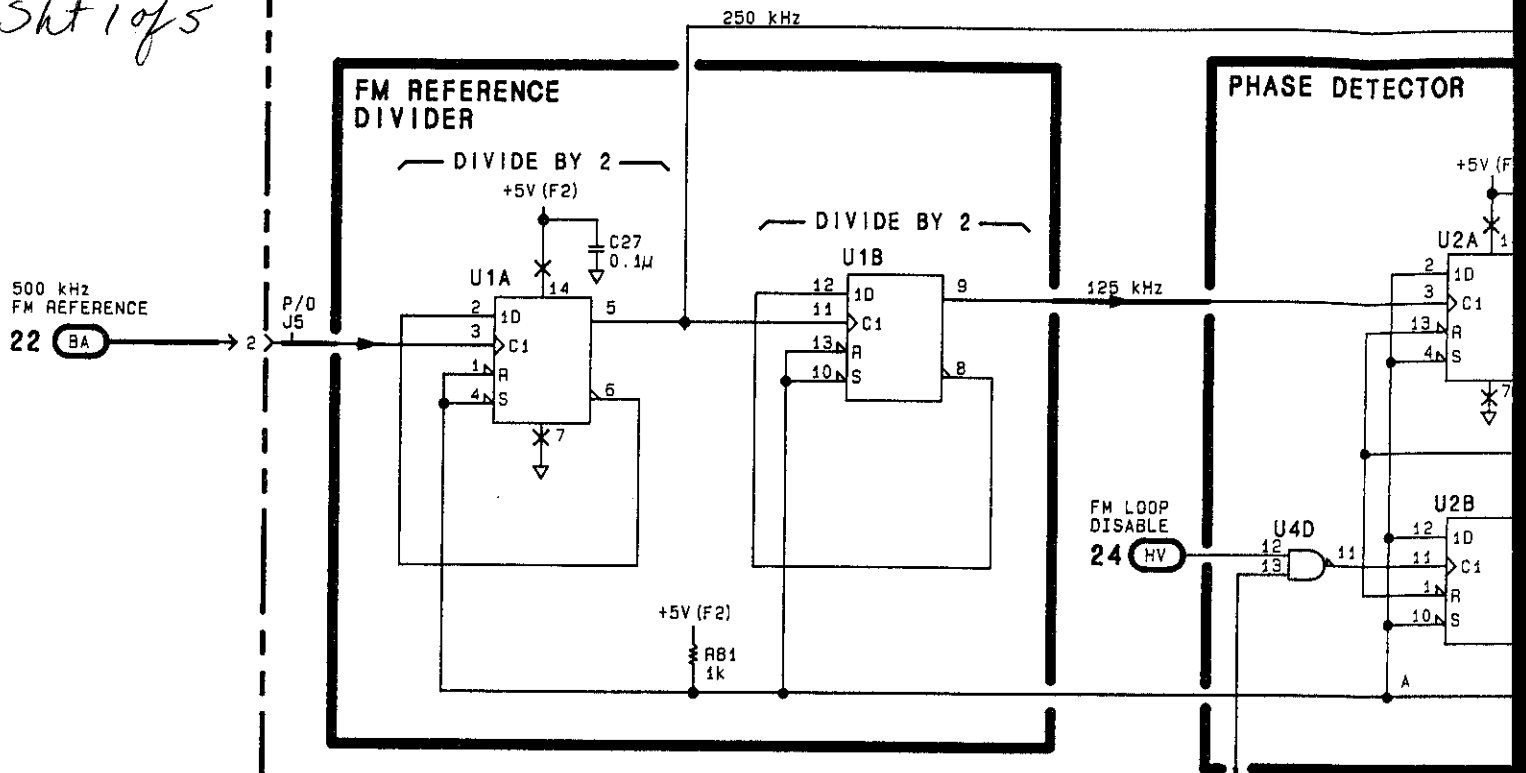 Sht 1 of 5
250 kHz
FM REFERENCE
DIVIDER
PHASE DETECTOR
DIVIDE BY 2
+5V (F2)
C27
0.1µ
14
U1A
2 1D
3 C1
1 R
4 S
5
6
7
DIVIDE BY 2
U1B
12 1D
11 C1
13 R
10 S
9
8
500 kHz
FM REFERENCE
22 BA
2
P/O
J5
125 kHz
+5V (F
U2A
2 1D
3 C1
13 R
4 S
7
FM LOOP
DISABLE
24 HV
U4D
12
13
11
U2B
12 1D
11 C1
1 R
10 S
+5V (F2)
R81
1k
A